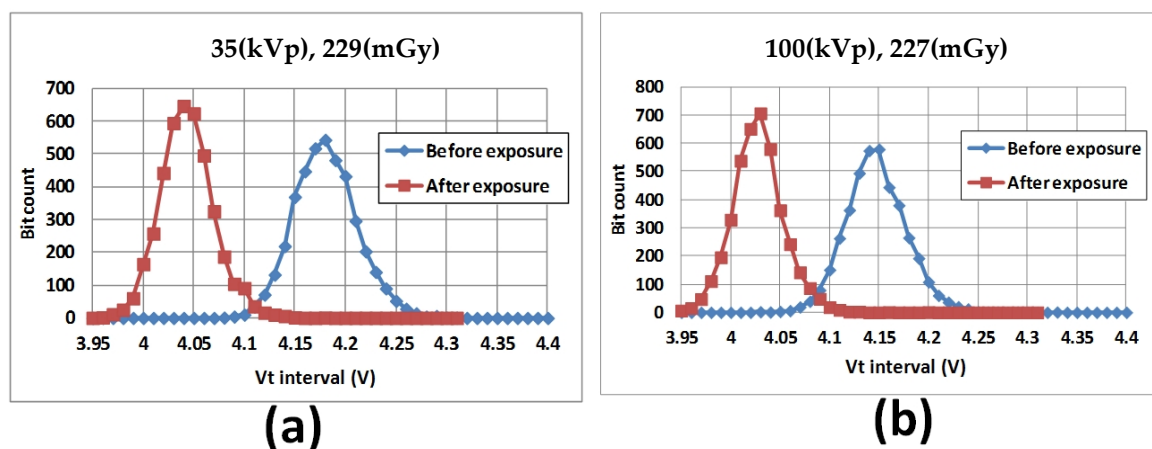 35(kVp), 229(mGy)
700
600
500
400
300
200
100
0
Bit count
Before exposure
After exposure
3.95 4 4.05 4.1 4.15 4.2 4.25 4.3 4.35 4.4
Vt interval (V)
(a)
100(kVp), 227(mGy)
800
700
600
500
400
300
200
100
0
Bit count
Before exposure
After exposure
3.95 4 4.05 4.1 4.15 4.2 4.25 4.3 4.35 4.4
Vt interval (V)
(b)